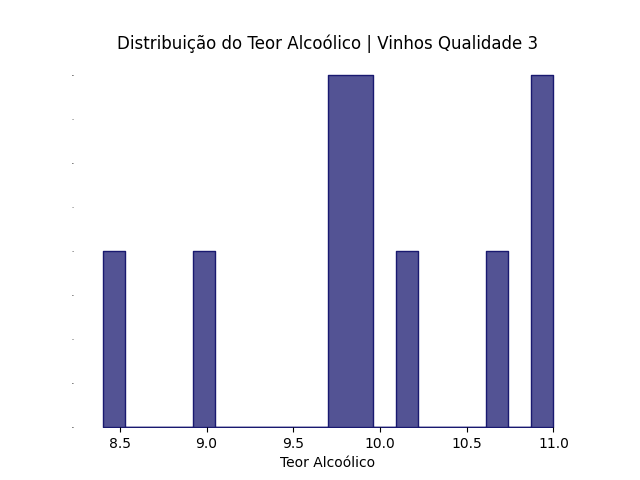 Distribuição do Teor Alcoólico | Vinhos Qualidade 3
8.5 9.0 9.5 10.0 10.5 11.0
Teor Alcoólico